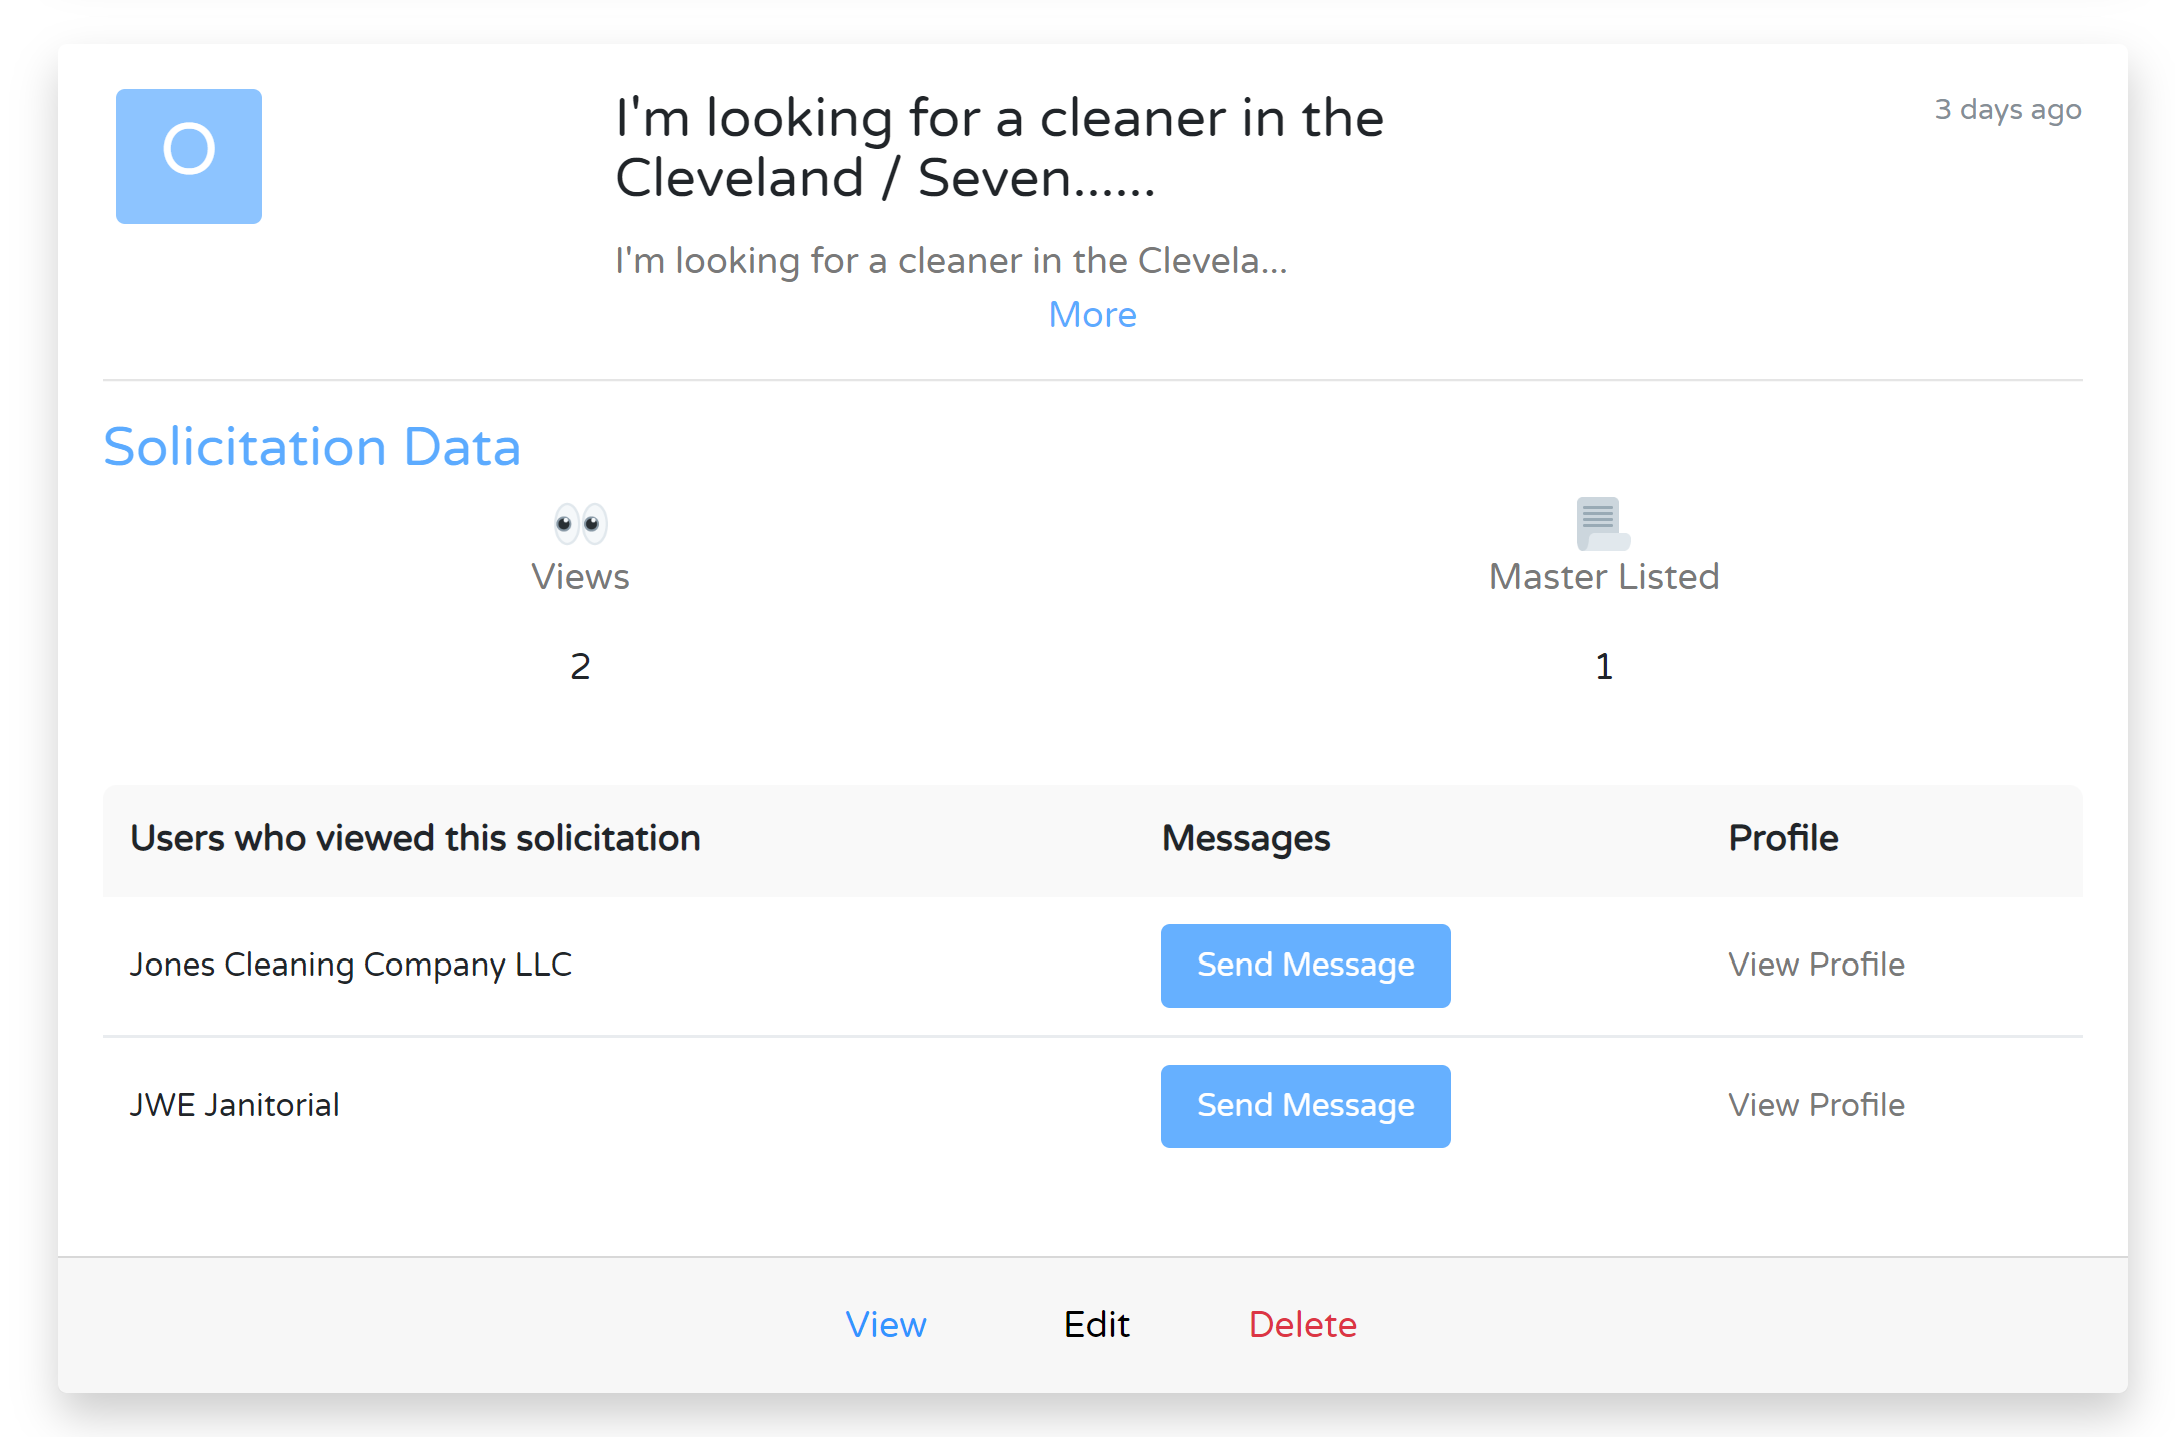 O
I'm looking for a cleaner in the
Cleveland / Seven......
3 days ago
I'm looking for a cleaner in the Clevela...
More
Solicitation Data
Views
Master Listed
2
1
Users who viewed this solicitation Messages Profile
Jones Cleaning Company LLC Send Message View Profile
JWE Janitorial Send Message View Profile
View Edit Delete